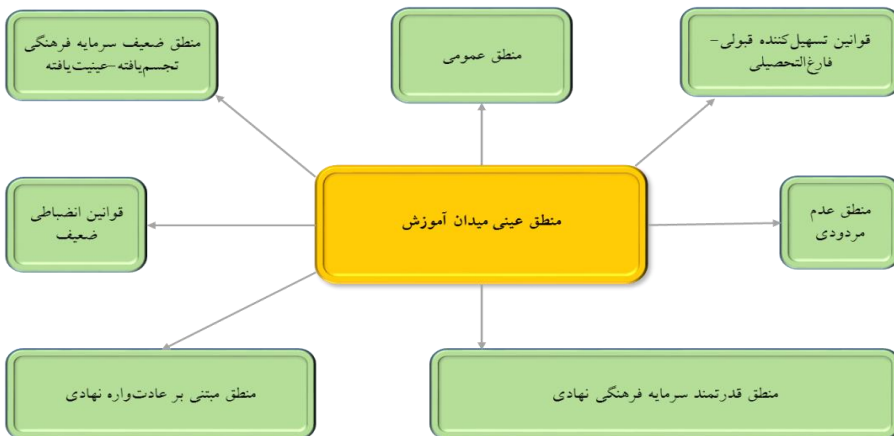 قوانین تسهیل‌کننده قبولی-
فارغ‌التحصیلی
منطق عمومی
منطق ضعیف سرمایه فرهنگی
تجسم‌یافته-عینیت‌یافته
منطق عدم
مردودی
منطق عینی میدان آموزش
قوانین انضباطی
ضعیف
منطق قدرتمند سرمایه فرهنگی نهادی
منطق مبتنی بر عادت‌واره نهادی